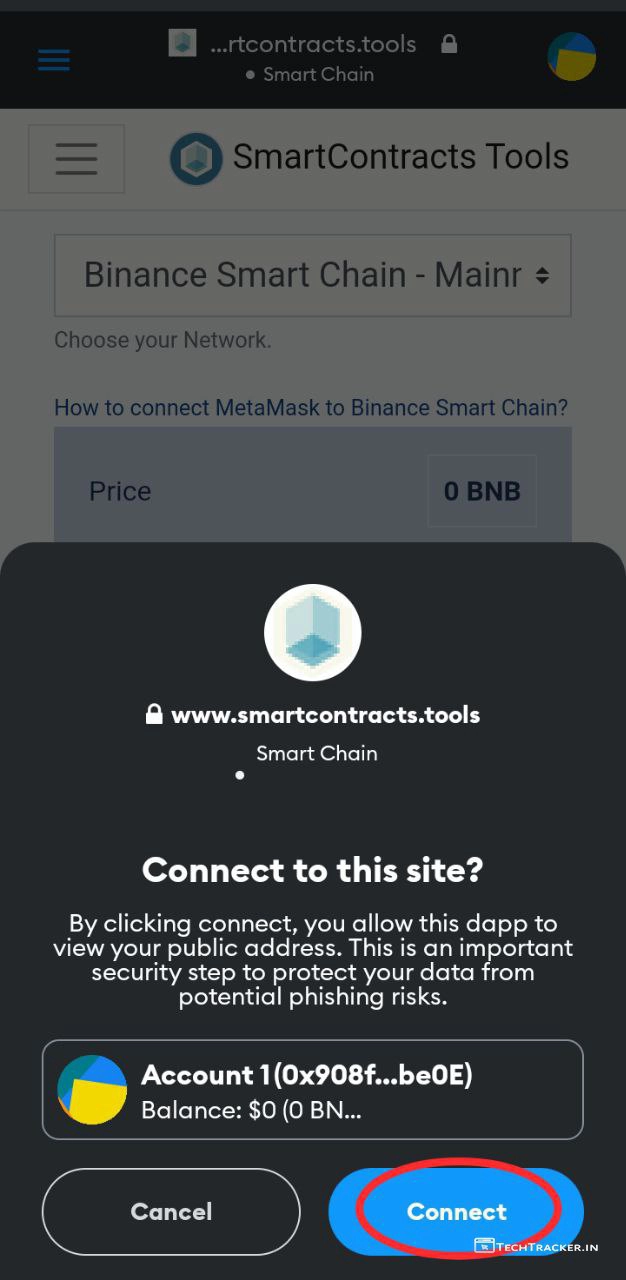 ...rtcontracts.tools
Smart Chain
SmartContracts Tools
Binance Smart Chain - Mainr
Choose your Network.
How to connect MetaMask to Binance Smart Chain?
Price
0 BNB
www.smartcontracts.tools
Smart Chain
Connect to this site?
By clicking connect, you allow this dapp to
view your public address. This is an important
security step to protect your data from
potential phishing risks.
Account 1 (0x908f...be0E)
Balance: $0 (0 BN...
Cancel
Connect
TECHTRACKER.IN